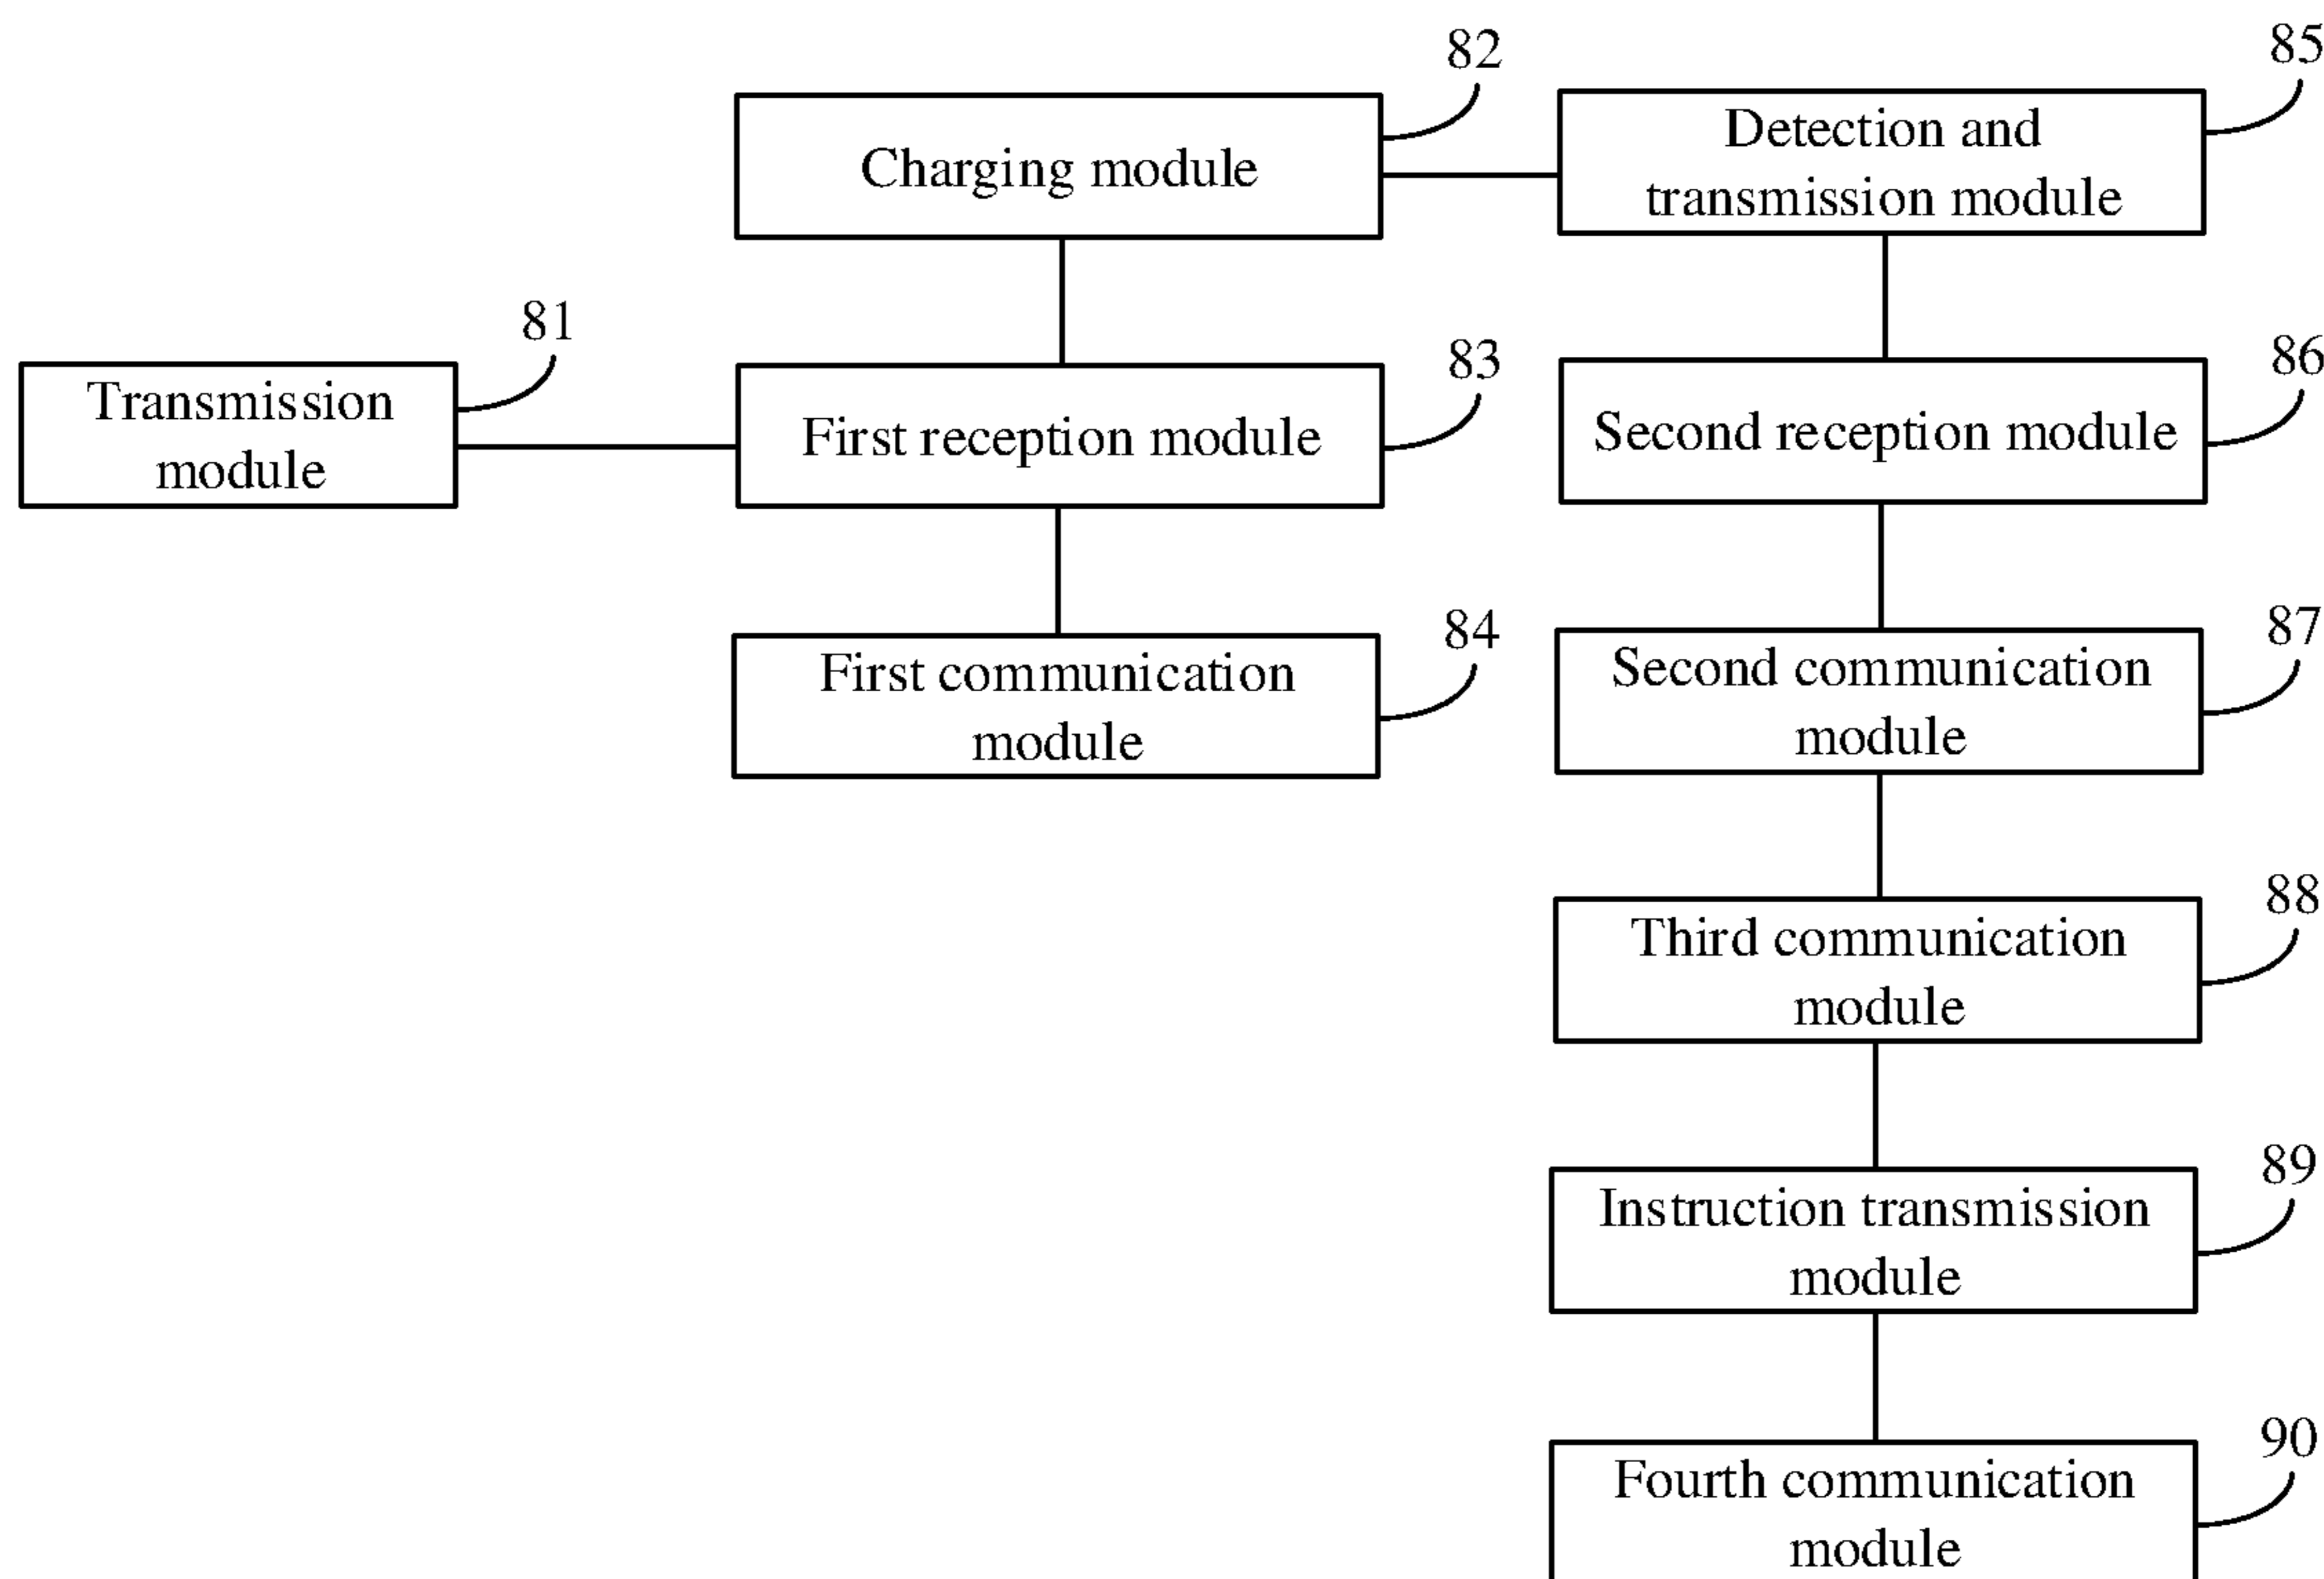 82
85
Charging module
Detection and
transmission module
81
83
86
Transmission
module
First reception module
Second reception module
84
87
First communication
module
Second communication
module
88
Third communication
module
89
Instruction transmission
module
90
Fourth communication
module